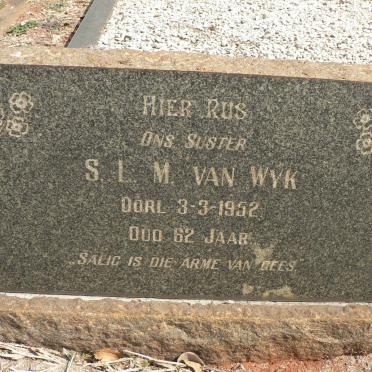 HIER RUS
ONS SUSTER
S. L. M. VAN WYK
OORL 3-3-1952
OUD 62 JAAR
„SALIG IS DIE ARME VAN GEES"